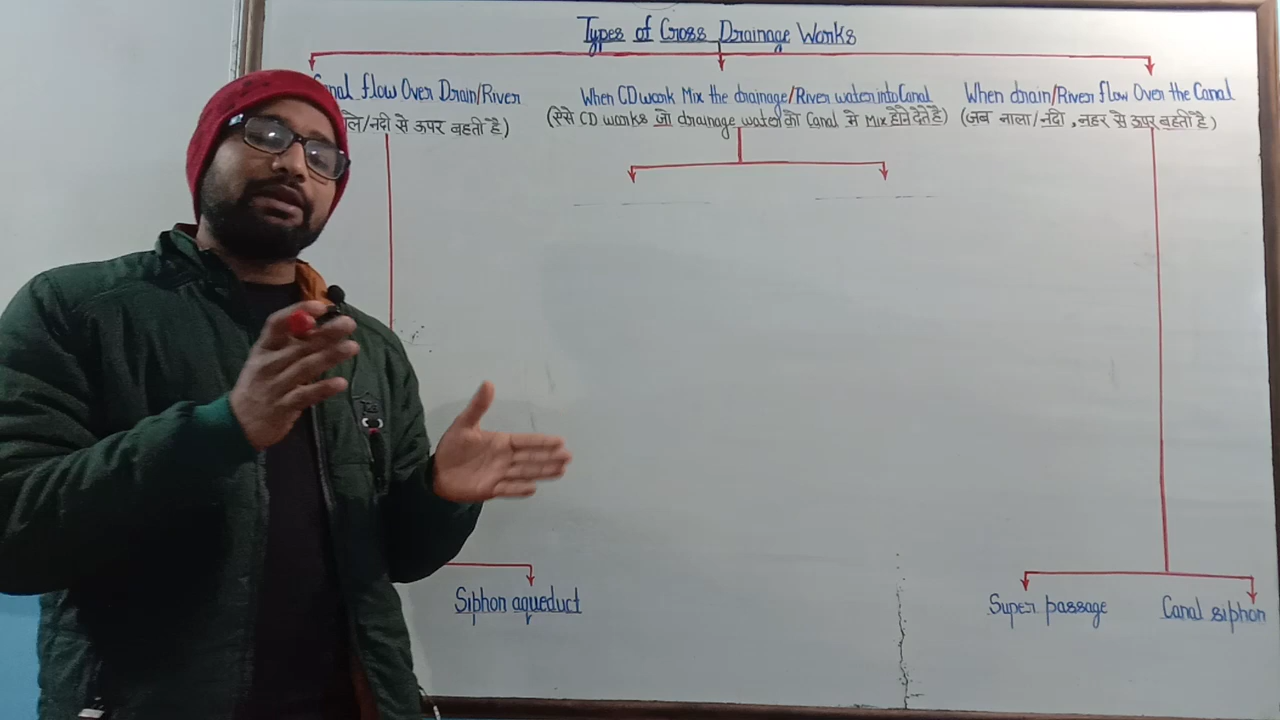 Types of Cross Drainage Works
flow Over Drain/River
/नदी से ऊपर बहती है)
When CD work Mix the drainage/River water into Canal
(ऐसे CD works जो drainage water को Canal में Mix होने देते है)
When drain/River flow Over the Canal
(जब नाला/नदी , नहर से ऊपर बहती है)
Siphon aqueduct
Super passage
Canal siphon